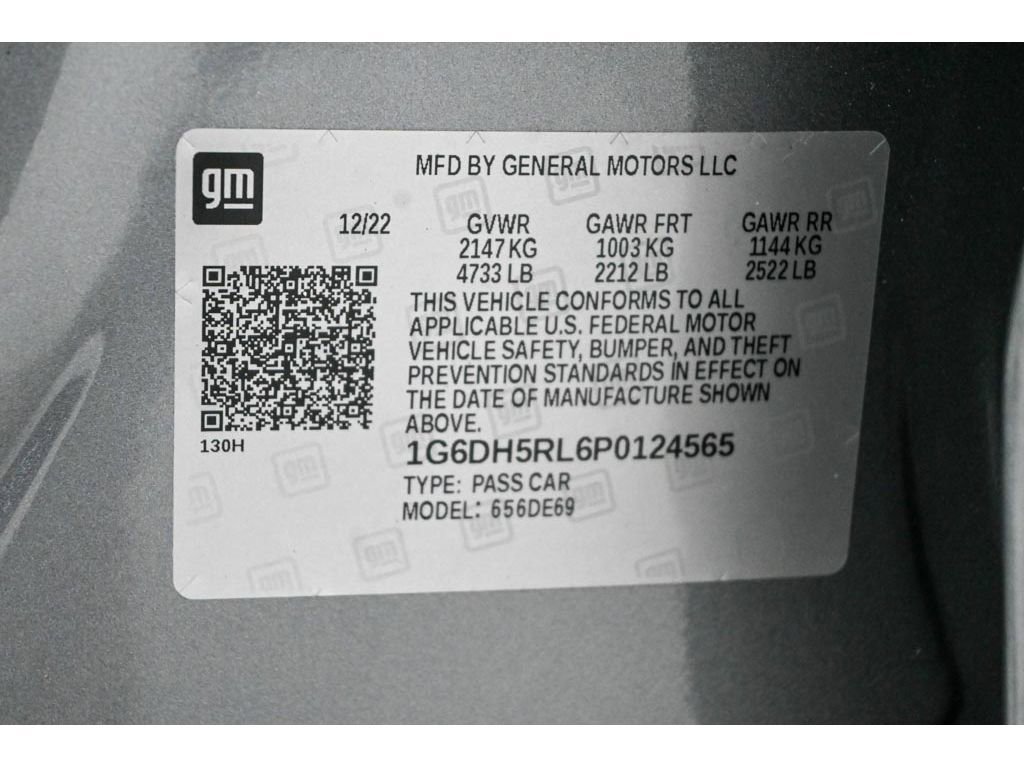 gm
MFD BY GENERAL MOTORS LLC
12/22 GVWR GAWR FRT GAWR RR
2147 KG 1003 KG 1144 KG
4733 LB 2212 LB 2522 LB
THIS VEHICLE CONFORMS TO ALL
APPLICABLE U.S. FEDERAL MOTOR
VEHICLE SAFETY, BUMPER, AND THEFT
PREVENTION STANDARDS IN EFFECT ON
THE DATE OF MANUFACTURE SHOWN
ABOVE.
130H
1G6DH5RL6P0124565
TYPE: PASS CAR
MODEL: 656DE69